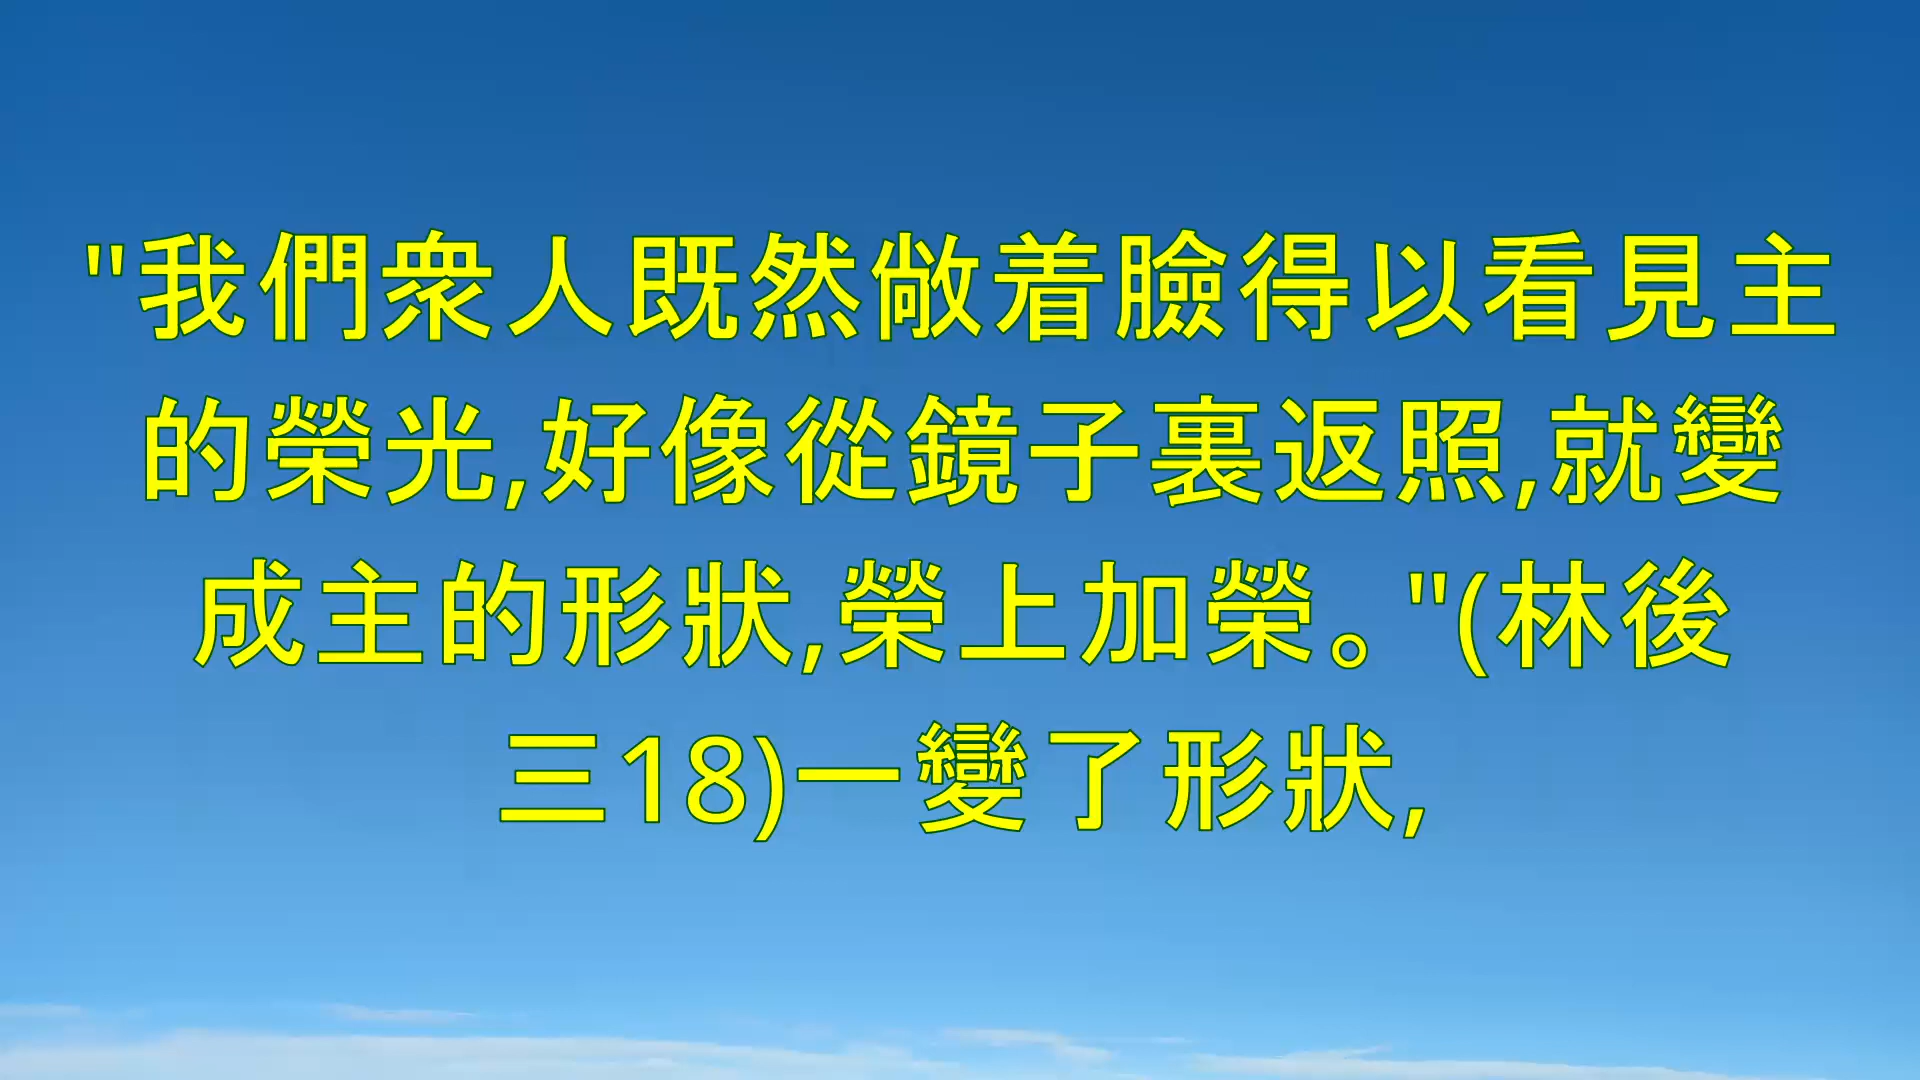 "我們衆人既然敞着臉得以看見主
的榮光,好像從鏡子裏返照,就變
成主的形狀,榮上加榮。"(林後
三18)一變了形狀,